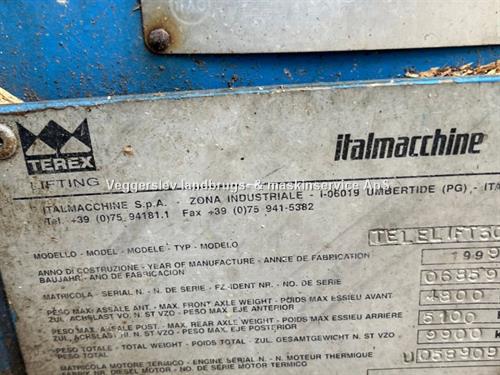 TEREX
LIFTING
italmacchine
Veggerslev landbrugs- & maskinservice ApS
ITALMACCHINE S.p.A. - ZONA INDUSTRIALE - I-06019 UMBERTIDE (PG) - ITA
Tel. +39 (0)75 94181.1 Fax +39 (0)75 941-5382
MODELLO - MODEL - MODELE TYP - MODELO TELELIFT
ANNO DI COSTRUZIONE - YEAR OF MANUFACTURE - ANNCE DE FABRICATION 1999
BAUJAHR - AÑO DE FABRICACION
MATRICOLA - SERIAL N. - N. DE SERIE - FZ-IDENT NR. - NO. DE SERIE 06859
PESO MAX: ASSALE ANT. - MAX. FRONT AXLE WEIGHT - POIDS MAX ESSIEU AVANT
ZUL. ACHSLAST VO. N. ST VZO - PESO MAX EJE ANTERIOR 4800
PESO MAX: ASSALE POST. - MAX. REAR AXLE WEIGHT - POIDS MAX ESSIEU ARRIÈRE
ZUL. ACHSLAST HI. N. ST VZO - PESO MAX EJE POSTERIOR 5100
PESO TOTALE - TOTAL WEIGHT - POIDS TOTAL - ZUL. GESAMTGEWICHT N. ST VZO 9900
PESO TOTAL
MATRICOLA MOTORE TERMICO - ENGINE SERIAL N. - N. MOTEUR THERMIQUE